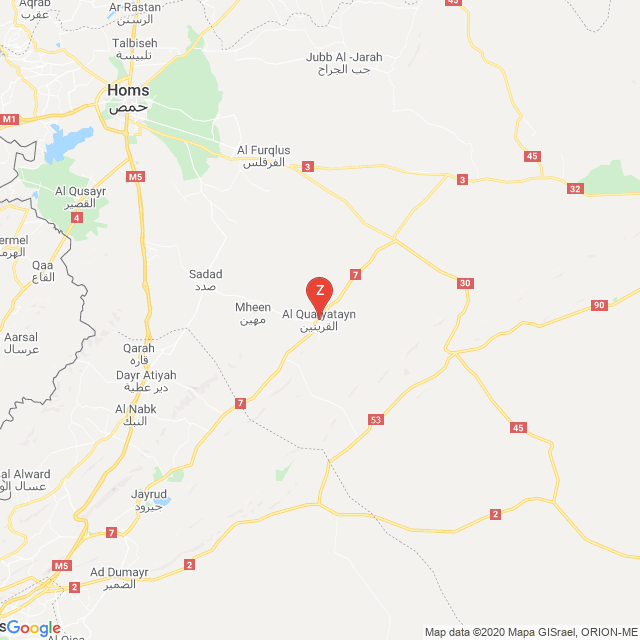 Aqrab
عقرب
Ar Rastan
الرستن
45
Talbiseh
تلبيسة
Jubb Al -Jarah
جب الجراح
Homs
حمص
M1
Al Furqlus
الفرقلس
45
3
3
M5
32
Al Qusayr
القصير
4
ermel
الهرم
Qaa
القاع
Sadad
صدد
7
30
Z
Mheen
مهين
Al Quaryatayn
القريتين
90
Aarsal
عرسال
Qarah
قارة
Dayr Atiyah
دير عطية
Al Nabk
النبك
7
53
45
al Alward
عسال الو
Jayrud
جيرود
7
2
M5
2
Ad Dumayr
الضمير
2
s
Google
Al Qisa
Map data ©2020 Mapa GISrael, ORION-ME